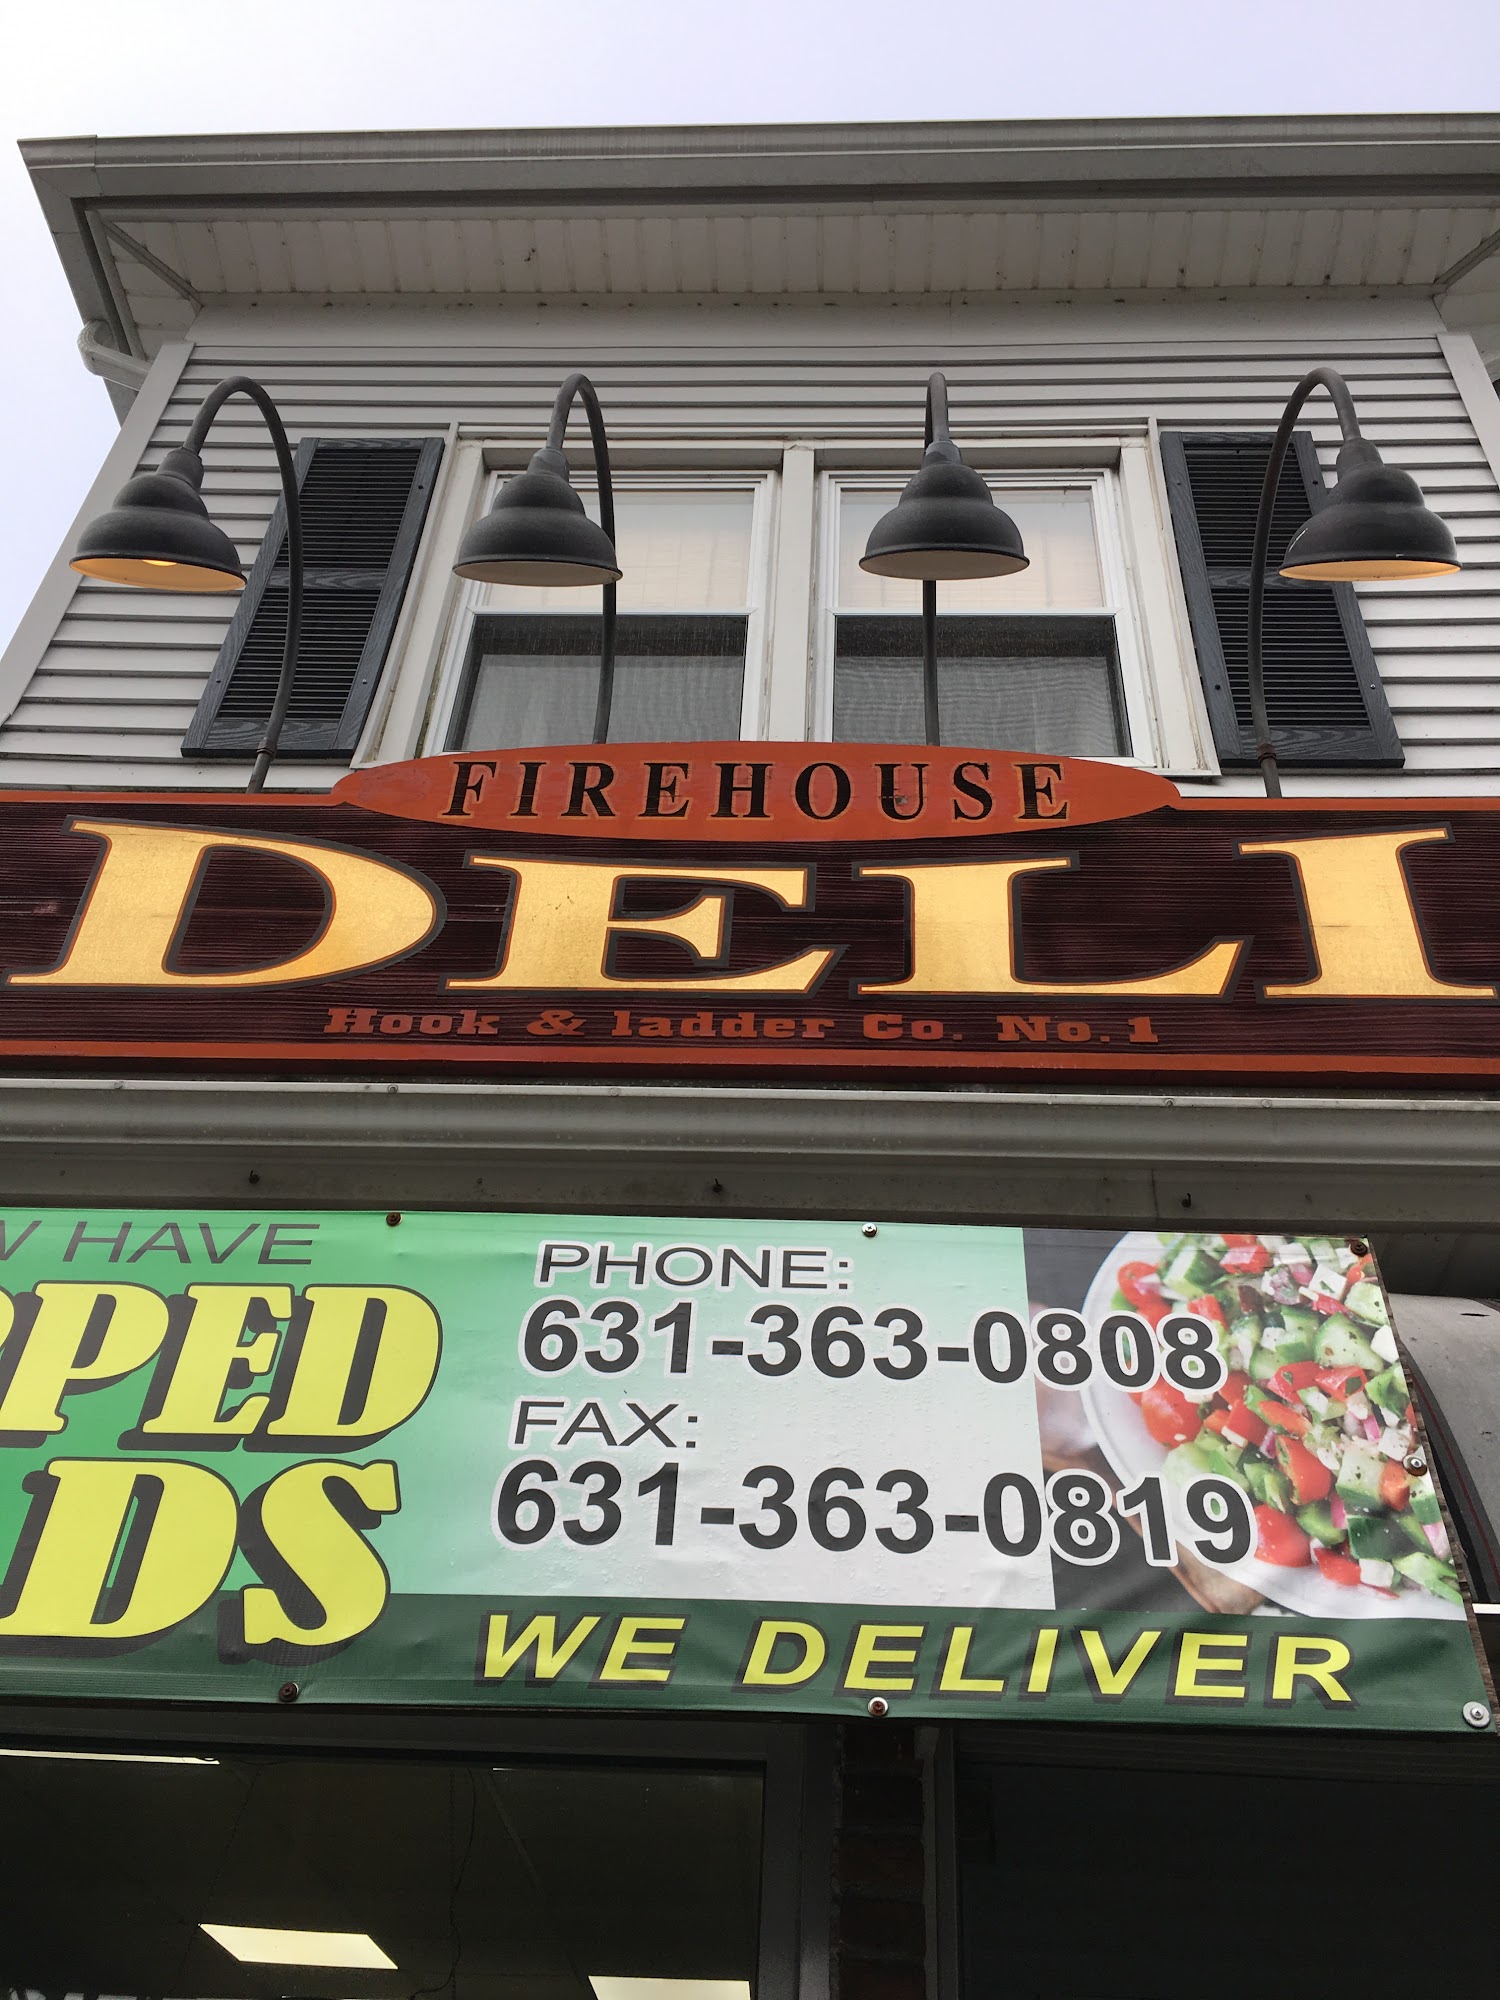 FIREHOUSE
DELI
Hook & ladder Co. No. 1
HAVE
PHONE:
631-363-0808
FAX:
631-363-0819
WE DELIVER